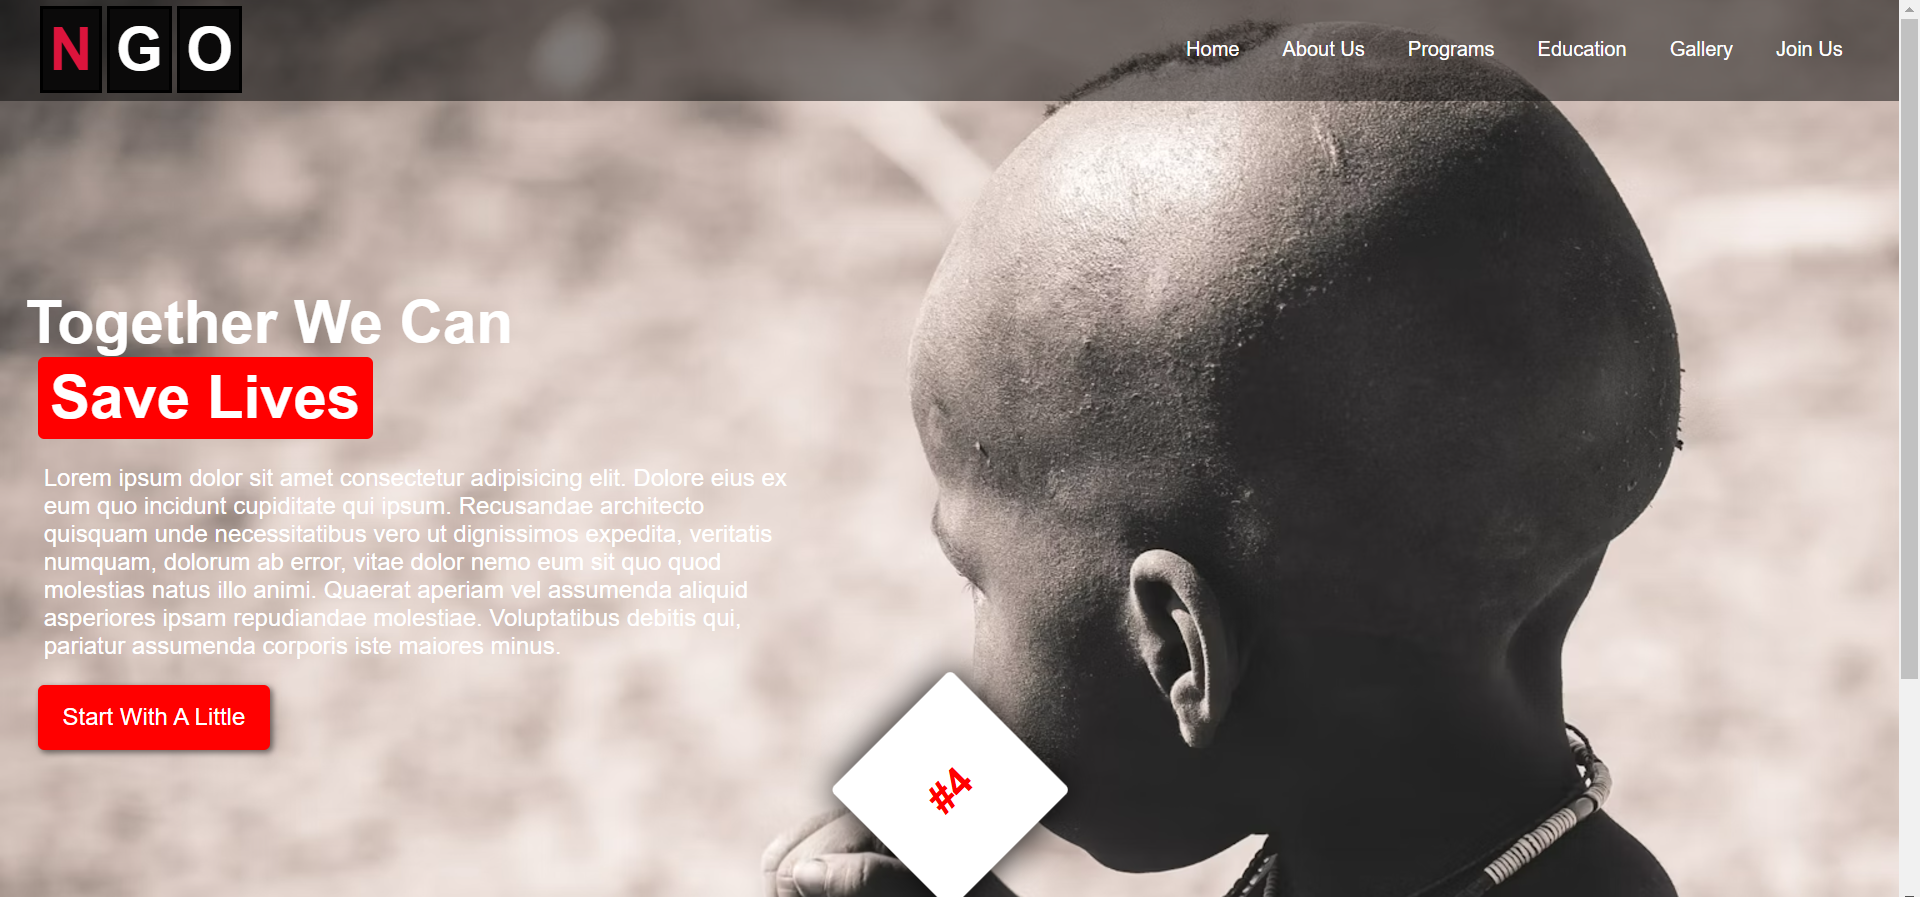 NGO
Home About Us Programs Education Gallery Join Us
Together We Can
Save Lives
Lorem ipsum dolor sit amet consectetur adipisicing elit. Dolore eius ex
eum quo incidunt cupiditate qui ipsum. Recusandae architecto
quisquam unde necessitatibus vero ut dignissimos expedita, veritatis
numquam, dolorum ab error, vitae dolor nemo eum sit quo quod
molestias natus illo animi. Quaerat aperiam vel assumenda aliquid
asperiores ipsam repudiandae molestiae. Voluptatibus debitis qui,
pariatur assumenda corporis iste maiores minus.
Start With A Little
#4